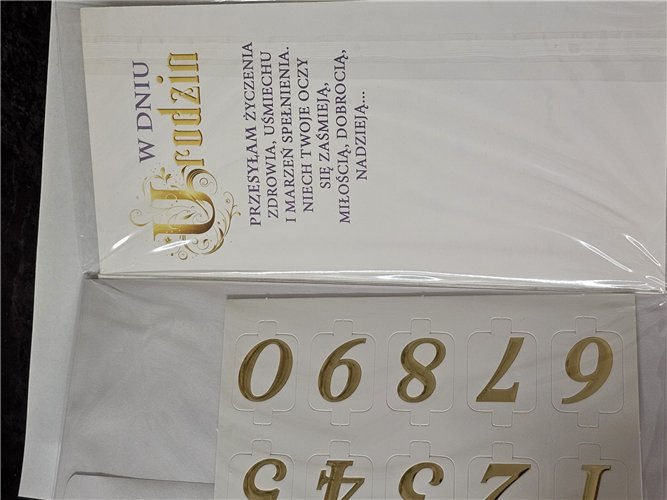 W DNIU
Urodzin
PRZESYŁAM ŻYCZENIA
ZDROWIA, UŚMIECHU
I MARZEŃ SPEŁNIENIA.
NIECH TWOJE OCZY
SIĘ ZAŚMIEJĄ,
MIŁOŚCIĄ, DOBROCIĄ,
NADZIEJĄ...
1 2 3 4 5
6 7 8 9 0